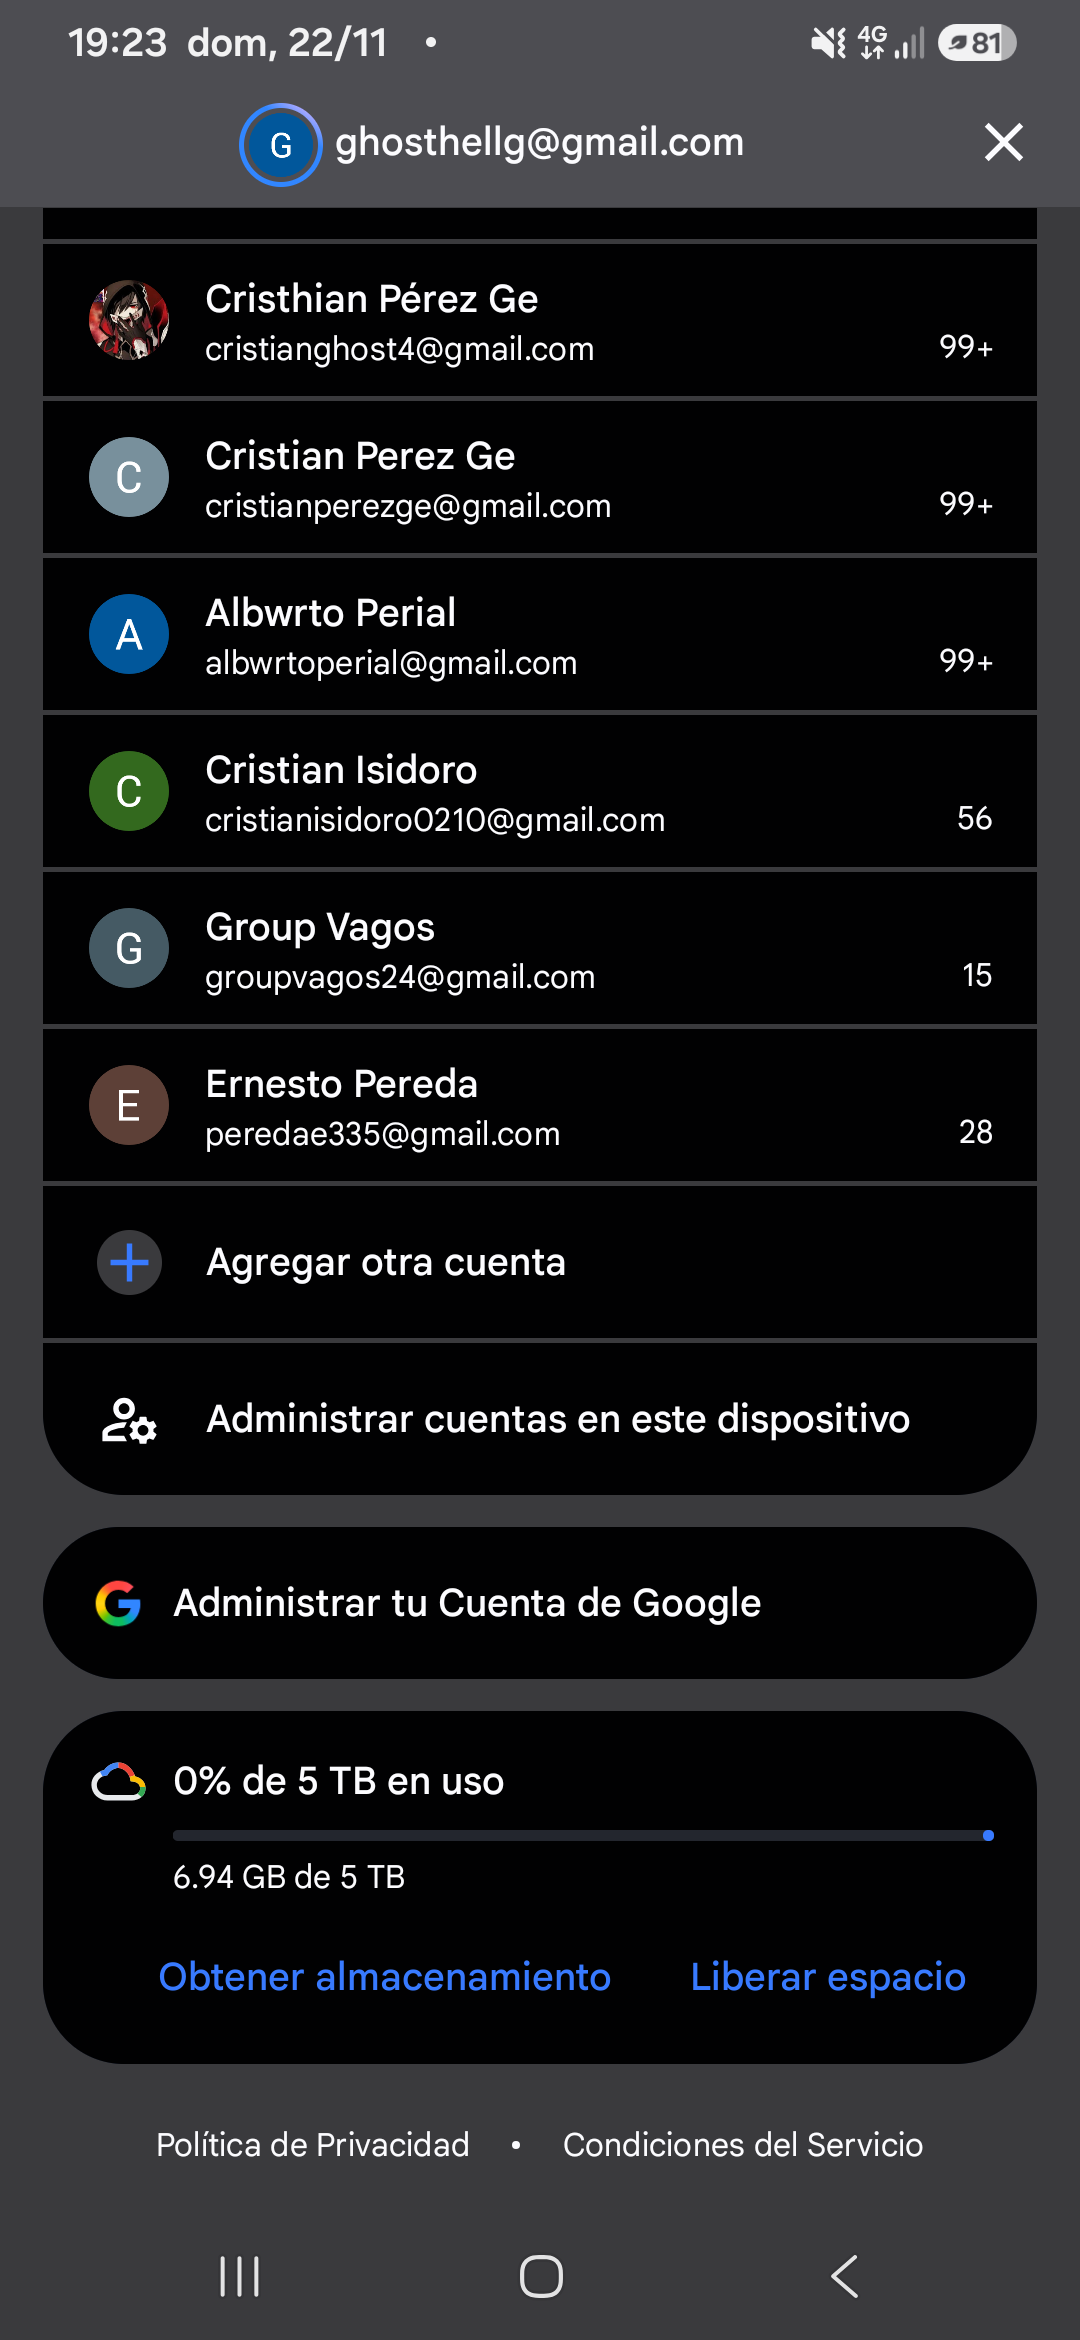 19:23 dom, 22/11 •
4G
81
G
ghosthellg@gmail.com
Cristhian Pérez Ge
cristianghost4@gmail.com
99+
C
Cristian Perez Ge
cristianperezge@gmail.com
99+
A
Albwrto Perial
albwrtoperial@gmail.com
99+
C
Cristian Isidoro
cristianisidoro0210@gmail.com
56
G
Group Vagos
groupvagos24@gmail.com
15
E
Ernesto Pereda
peredae335@gmail.com
28
Agregar otra cuenta
Administrar cuentas en este dispositivo
G
Administrar tu Cuenta de Google
0% de 5 TB en uso
6.94 GB de 5 TB
Obtener almacenamiento
Liberar espacio
Política de Privacidad • Condiciones del Servicio